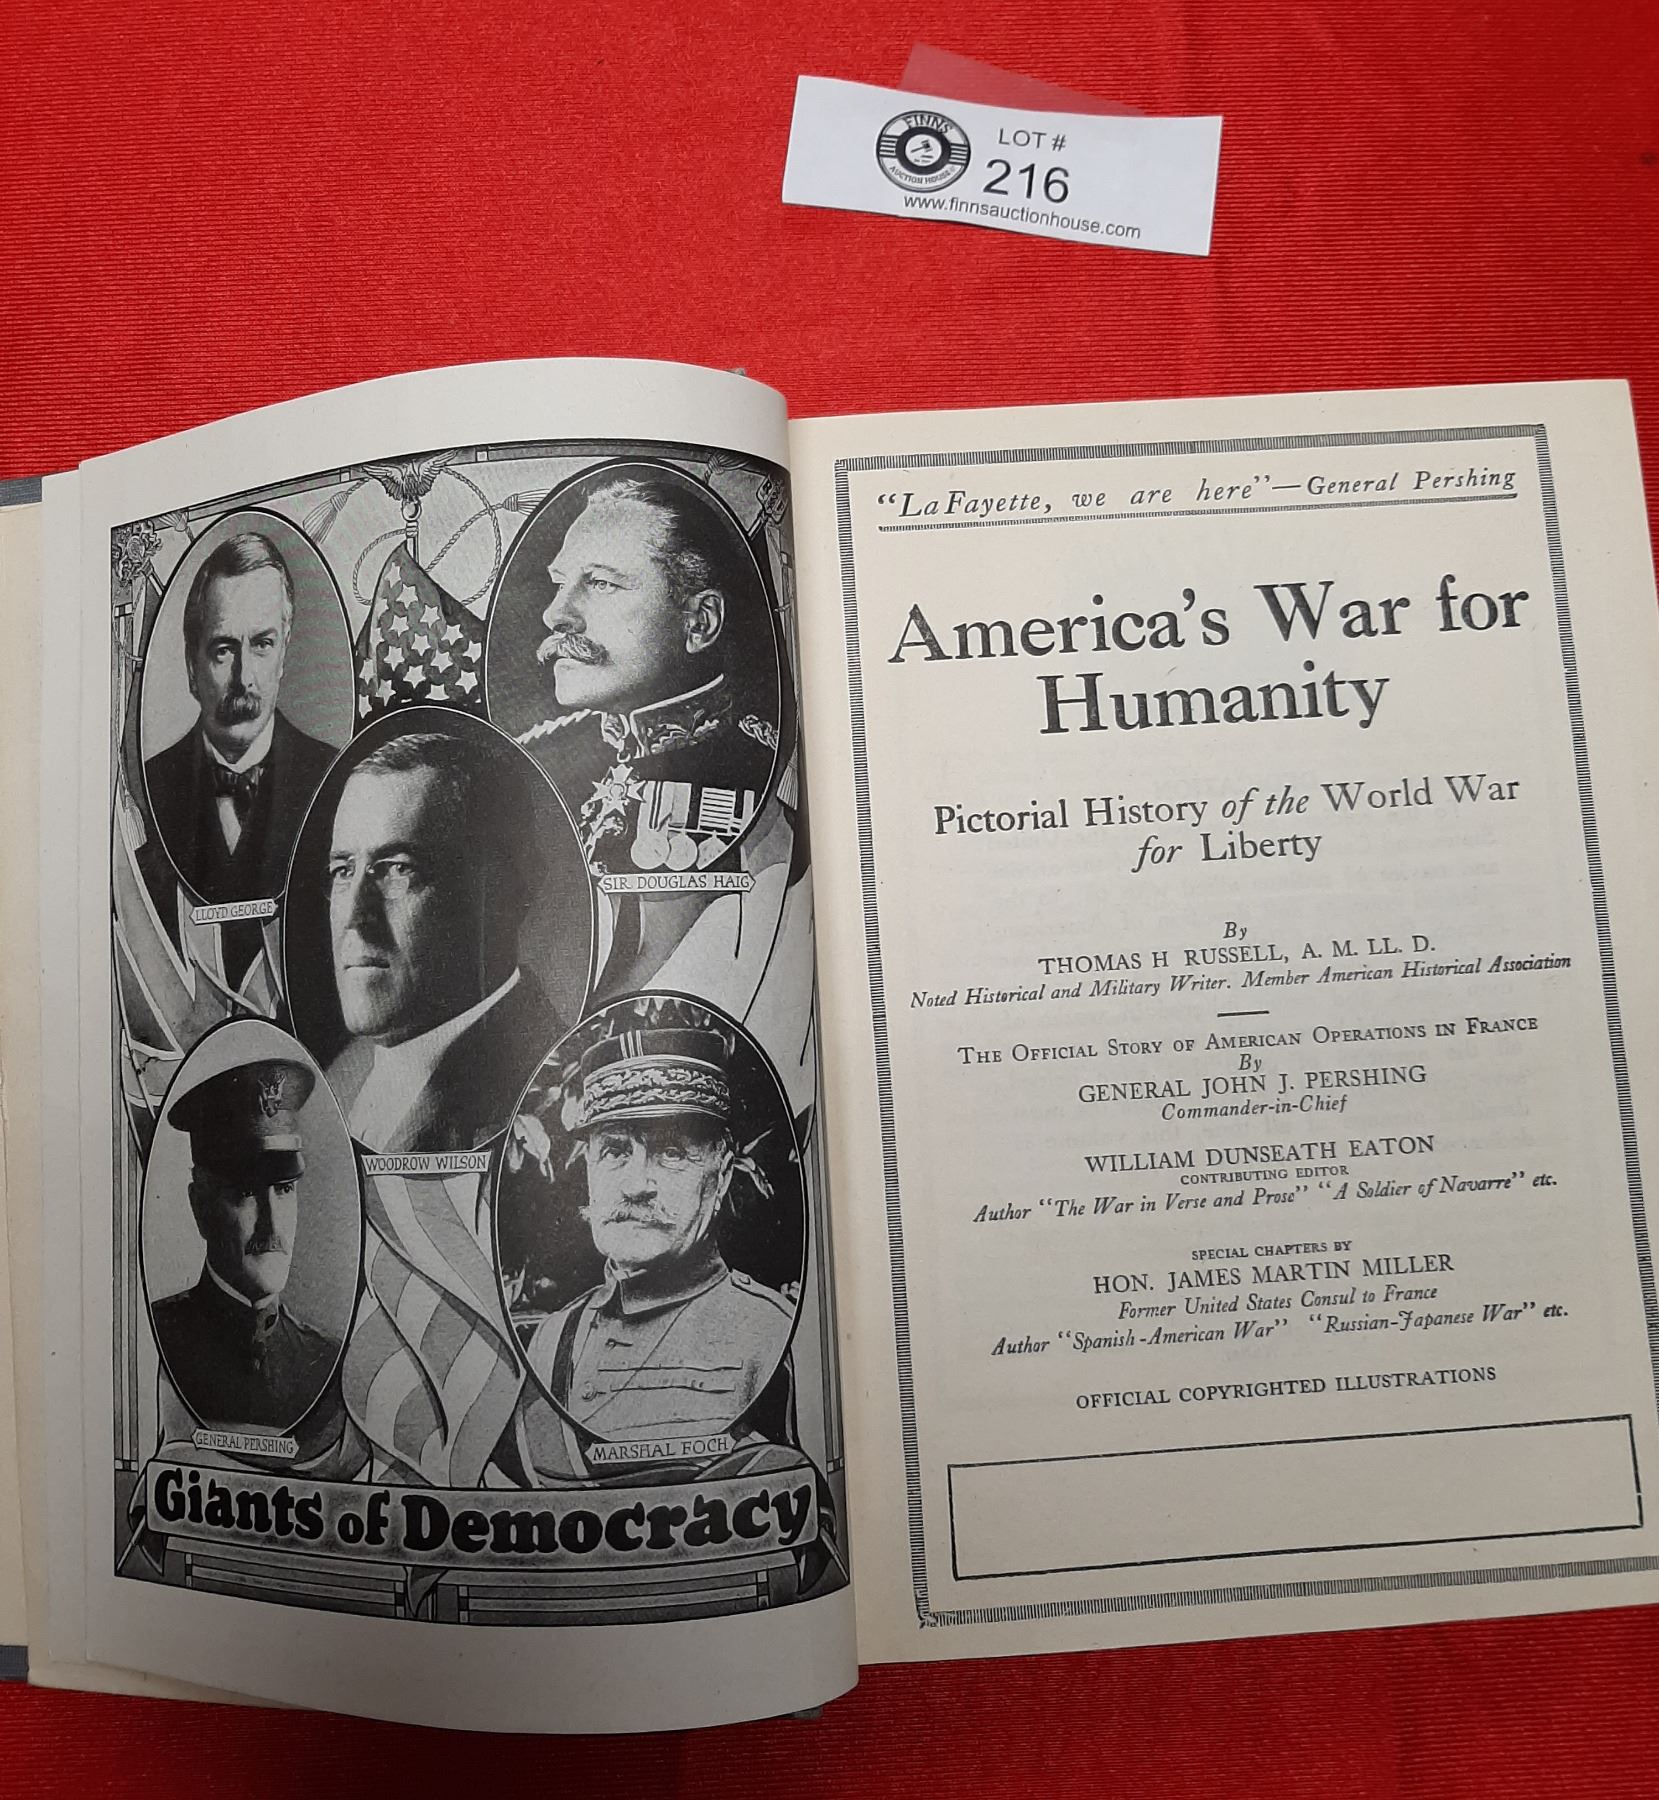 FINNS
AUCTION HOUSE
LOT #
216
www.finnsauctionhouse.com
LLOYD GEORGE
SIR DOUGLAS HAIG
WOODROW WILSON
GENERAL PERSHING
MARSHAL FOCH
Giants of Democracy
"La Fayette, we are here"—General Pershing
America's War for
Humanity
Pictorial History of the World War
for Liberty
By
THOMAS H RUSSELL, A. M. LL. D.
Noted Historical and Military Writer. Member American Historical Association
THE OFFICIAL STORY OF AMERICAN OPERATIONS IN FRANCE
By
GENERAL JOHN J. PERSHING
Commander-in-Chief
WILLIAM DUNSEATH EATON
CONTRIBUTING EDITOR
Author "The War in Verse and Prose" "A Soldier of Navarre" etc.
SPECIAL CHAPTERS BY
HON. JAMES MARTIN MILLER
Former United States Consul to France
Author "Spanish-American War" "Russian-Japanese War" etc.
OFFICIAL COPYRIGHTED ILLUSTRATIONS